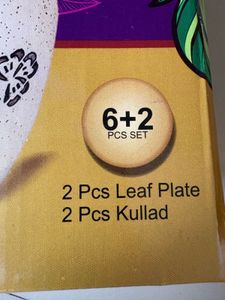 6+2
PCS SET
2 Pcs Leaf Plate
2 Pcs Kullad